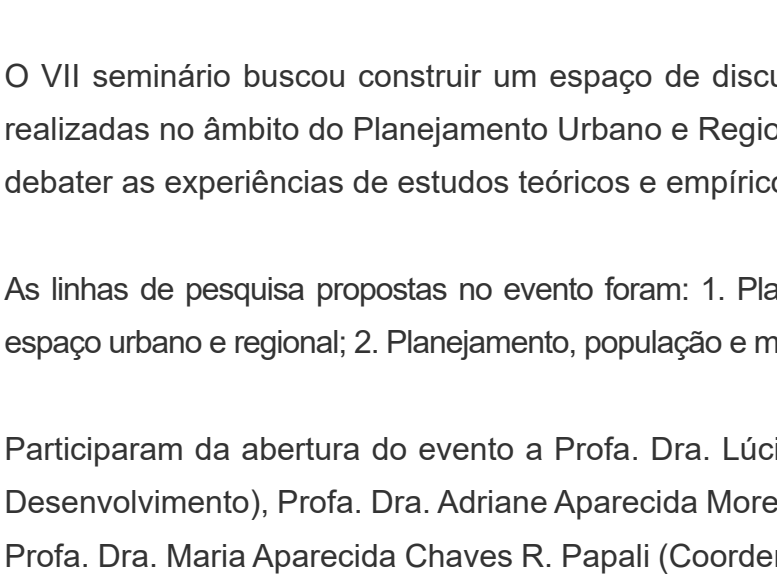 O VII seminário buscou construir um espaço de discu
realizadas no âmbito do Planejamento Urbano e Regio
debater as experiências de estudos teóricos e empírico
As linhas de pesquisa propostas no evento foram: 1. Pla
espaço urbano e regional; 2. Planejamento, população e m
Participaram da abertura do evento a Profa. Dra. Lúci
Desenvolvimento), Profa. Dra. Adriane Aparecida More
Profa. Dra. Maria Aparecida Chaves R. Papali (Coorden